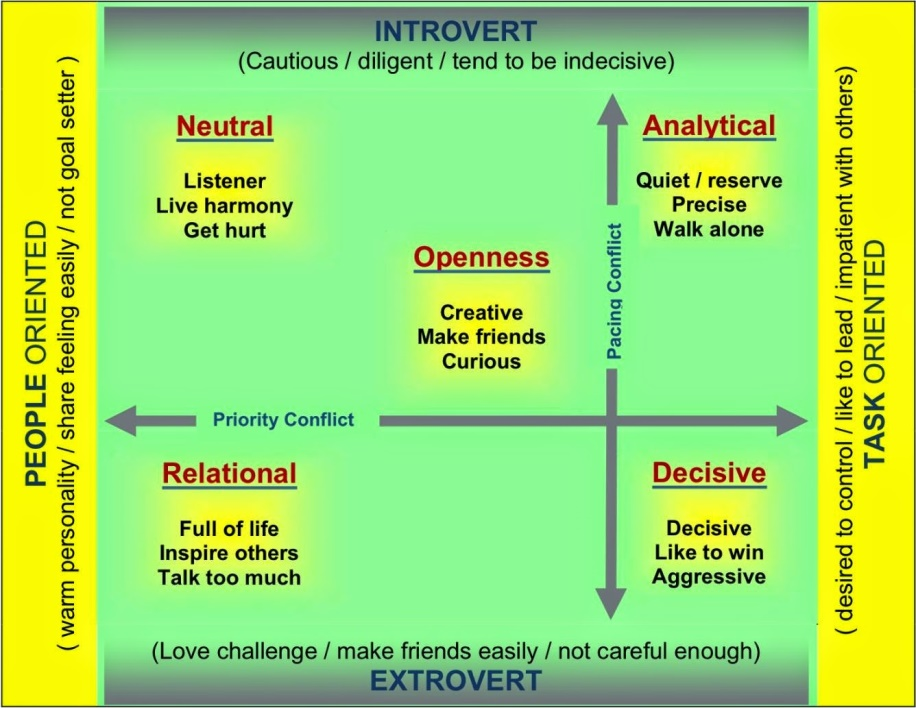 INTROVERT
(Cautious / diligent / tend to be indecisive)
PEOPLE ORIENTED
( warm personality / share feeling easily / not goal setter )
Neutral
Listener
Live harmony
Get hurt
Analytical
Quiet / reserve
Precise
Walk alone
Openness
Creative
Make friends
Curious
Pacing Conflict
Priority Conflict
Relational
Full of life
Inspire others
Talk too much
Decisive
Decisive
Like to win
Aggressive
( desired to control / like to lead / impatient with others)
TASK ORIENTED
(Love challenge / make friends easily / not careful enough)
EXTROVERT